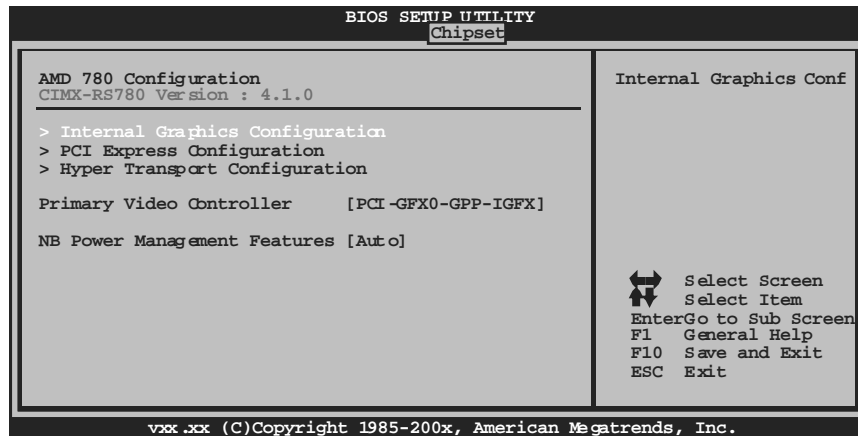 BIOS SETUP UTILITY
Chipset
AMD 780 Configuration
CIMX-RS780 Version : 4.1.0
> Internal Graphics Configuration
> PCI Express Configuration
> Hyper Transport Configuration
Primary Video Controller [PCI-GFX0-GPP-IGFX]
NB Power Management Features [Auto]
Internal Graphics Conf
Select Screen
Select Item
EnterGo to Sub Screen
F1 General Help
F10 Save and Exit
ESC Exit
vxx.xx (C)Copyright 1985-200x, American Megatrends, Inc.